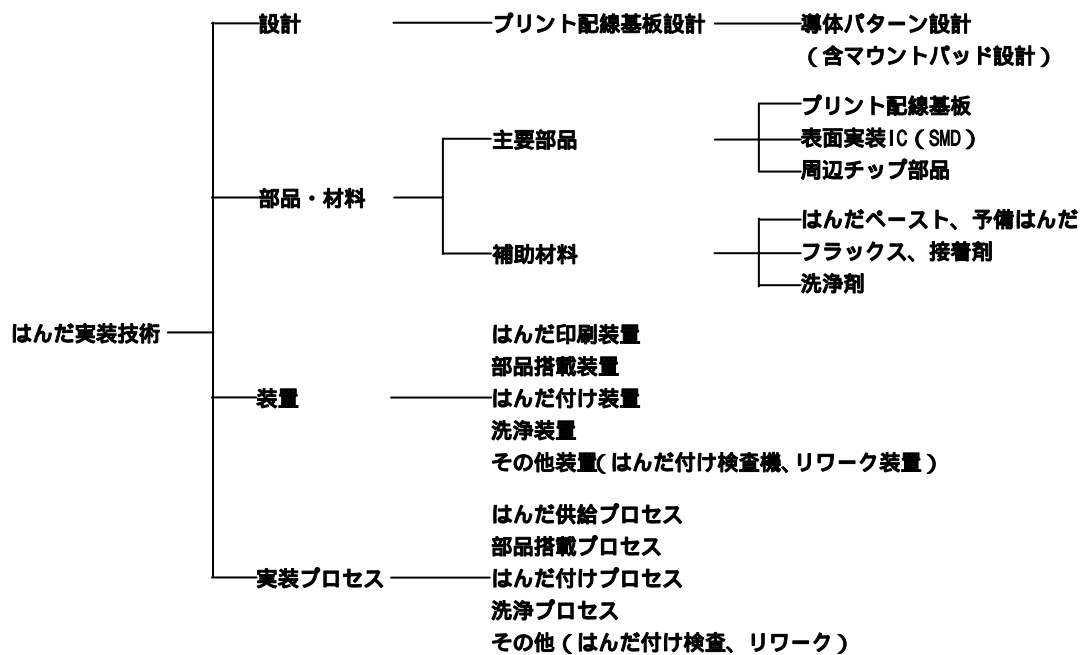 設計
プリント配線基板設計
導体パターン設計
（含マウントパッド設計）
プリント配線基板
主要部品
表面実装IC（SMD）
周辺チップ部品
部品・材料
はんだペースト、予備はんだ
補助材料
フラックス、接着剤
洗浄剤
はんだ実装技術
はんだ印刷装置
部品搭載装置
装置
はんだ付け装置
洗浄装置
その他装置（はんだ付け検査機、リワーク装置）
はんだ供給プロセス
部品搭載プロセス
実装プロセス
はんだ付けプロセス
洗浄プロセス
その他（はんだ付け検査、リワーク）